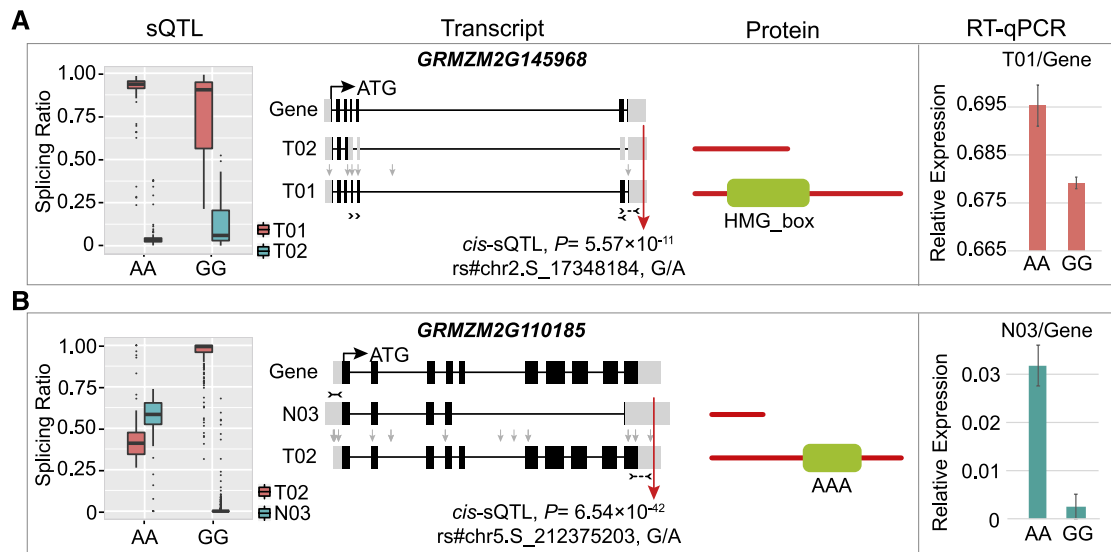 A
sQTL
Transcript
Protein
RT-qPCR
GRMZM2G145968
T01/Gene
Splicing Ratio
1.00
0.75
0.50
0.25
0
AA
GG
T01
T02
ATG
Gene
T02
T01
HMG_box
cis-sQTL, P= 5.57×10-11
rs#chr2.S_17348184, G/A
Relative Expression
0.695
0.685
0.675
0.665
AA
GG
B
GRMZM2G110185
N03/Gene
Splicing Ratio
1.00
0.75
0.50
0.25
0
AA
GG
T02
N03
ATG
Gene
N03
T02
AAA
cis-sQTL, P= 6.54×10-42
rs#chr5.S_212375203, G/A
Relative Expression
0.03
0.02
0.01
0
AA
GG